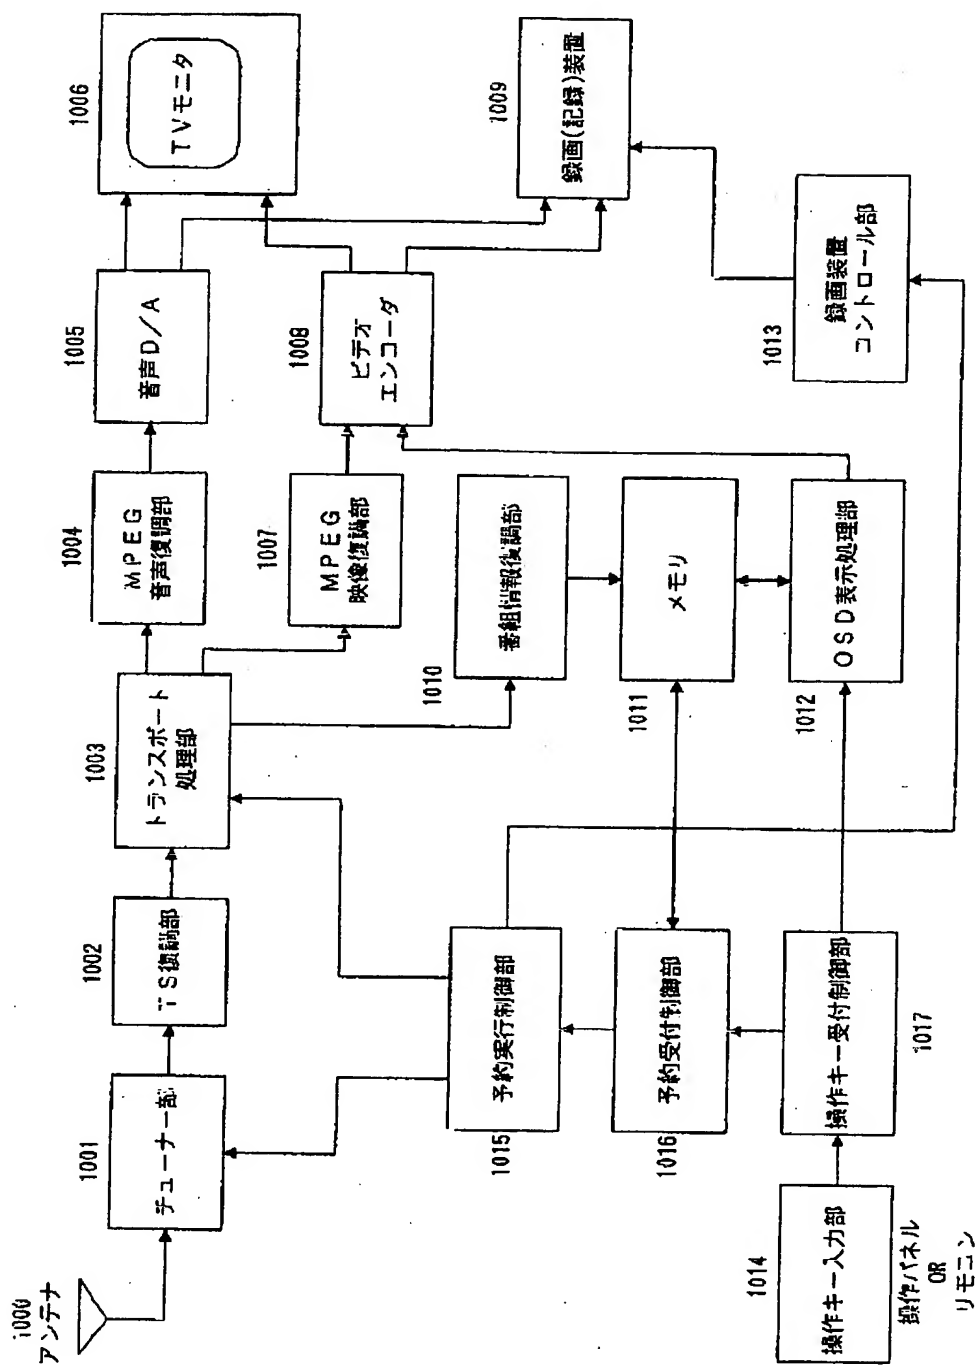 1000
アンテナ
1001
チューナー部
1002
TS復調部
1003
トランスポート
処理部
1004
MPEG
音声復調部
1005
音声D/A
1006
TVモニタ
1007
MPEG
映像復調部
1008
ビデオ
エンコーダ
1009
録画(記録)装置
1010
番組情報復調部
1011
メモリ
1012
OSD表示処理部
1013
録画装置
コントロール部
1015
予約実行制御部
1016
予約受付制御部
1017
操作キー受付制御部
1014
操作キー入力部
操作パネル
OR
リモコン